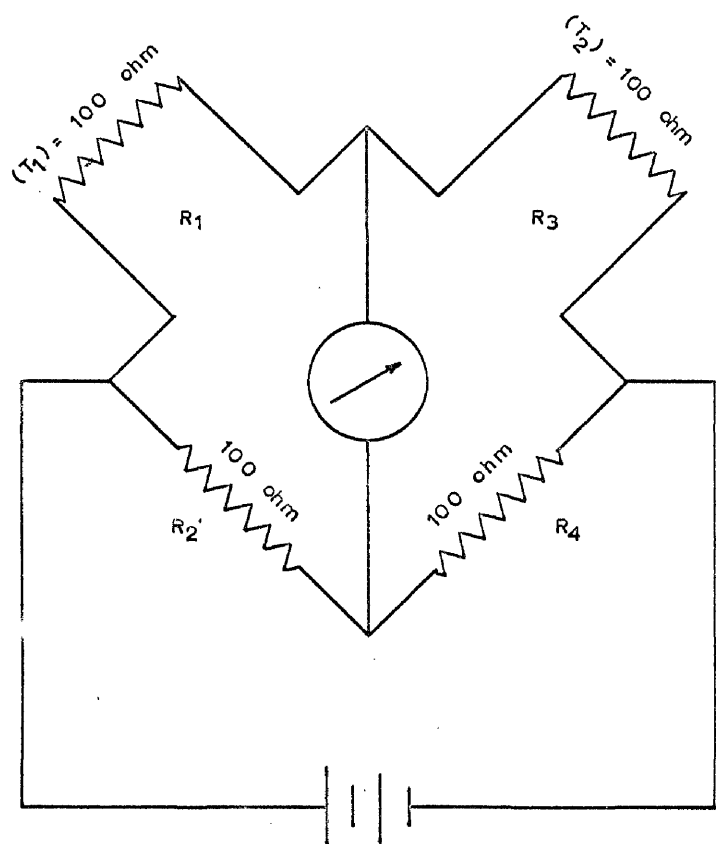 (T1) = 100 ohm
(T2) = 100 ohm
R1
R3
100 ohm
100 ohm
R2
R4